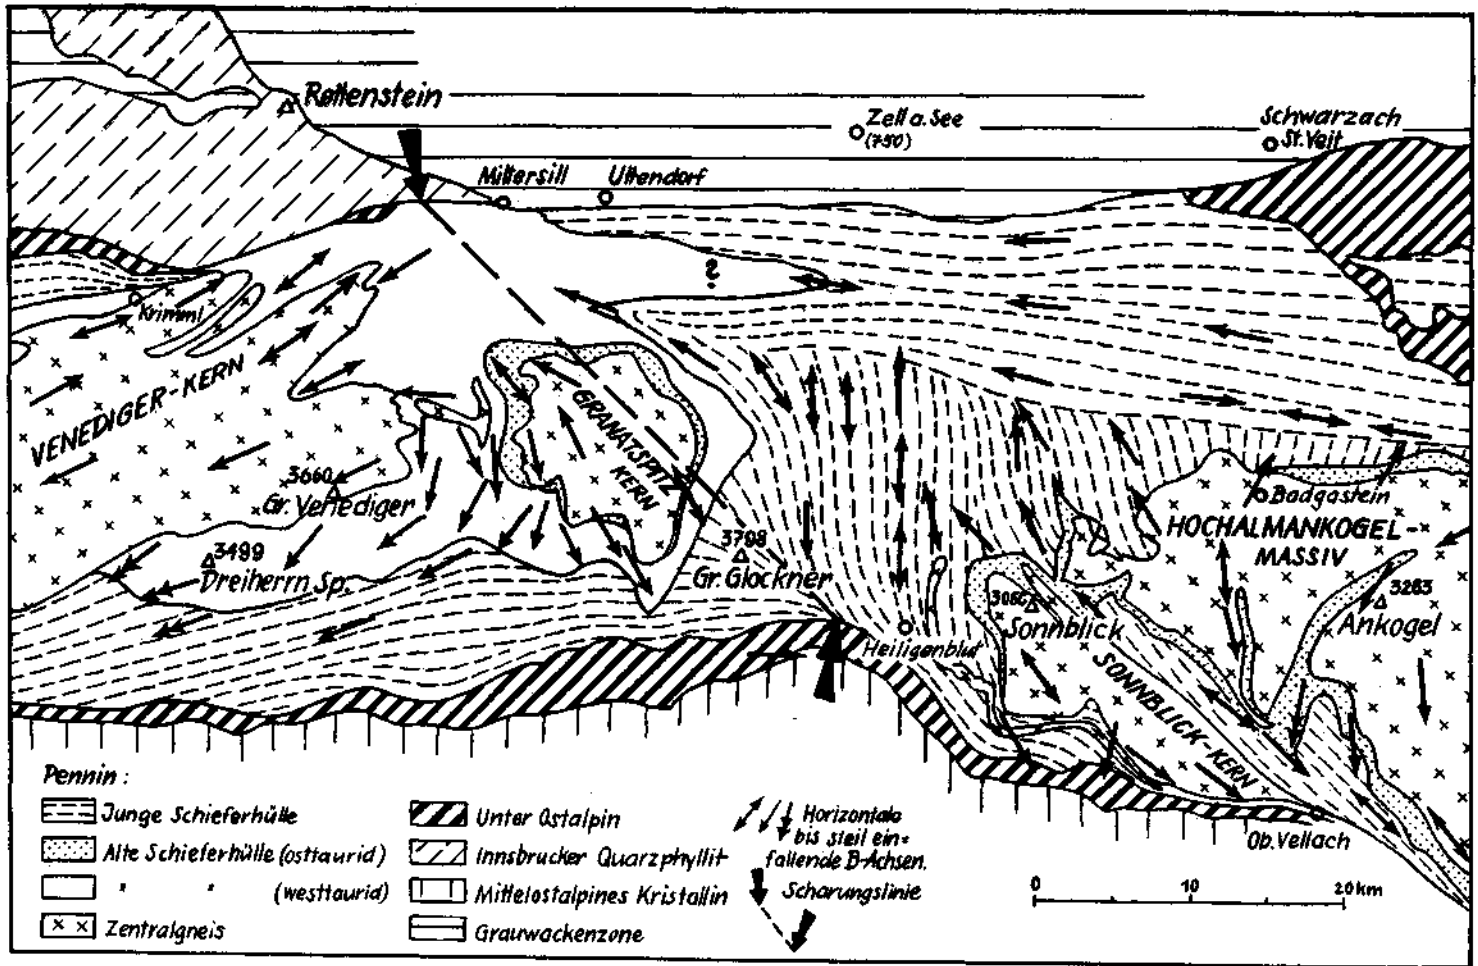 Rettenstein
Zell a. See
(750)
Schwarzach
St. Veit
Mittersill
Uttendorf
?
Krimml
VENEDIGER-KERN
GRANATSPITZ
KERN
3660
Gr. Venediger
3499
Dreiherrn Sp.
3798
Gr. Glockner
Badgastein
HOCHALMANKOGEL-
MASSIV
Sonnblick
3263
Ankogel
Heiligenblut
SONNBLICK-KERN
Ob. Vellach
Pennin :
Junge Schieferhülle
Alte Schieferhülle (osttaurid)
" " (westtaurid)
Zentralgneis
Unter Ostalpin
Innsbrucker Quarzphyllit
Mittelostalpines Kristallin
Grauwackenzone
Horizontale
bis steil ein=
fallende B-Achsen.
Scharungslinie
0 10 20 km